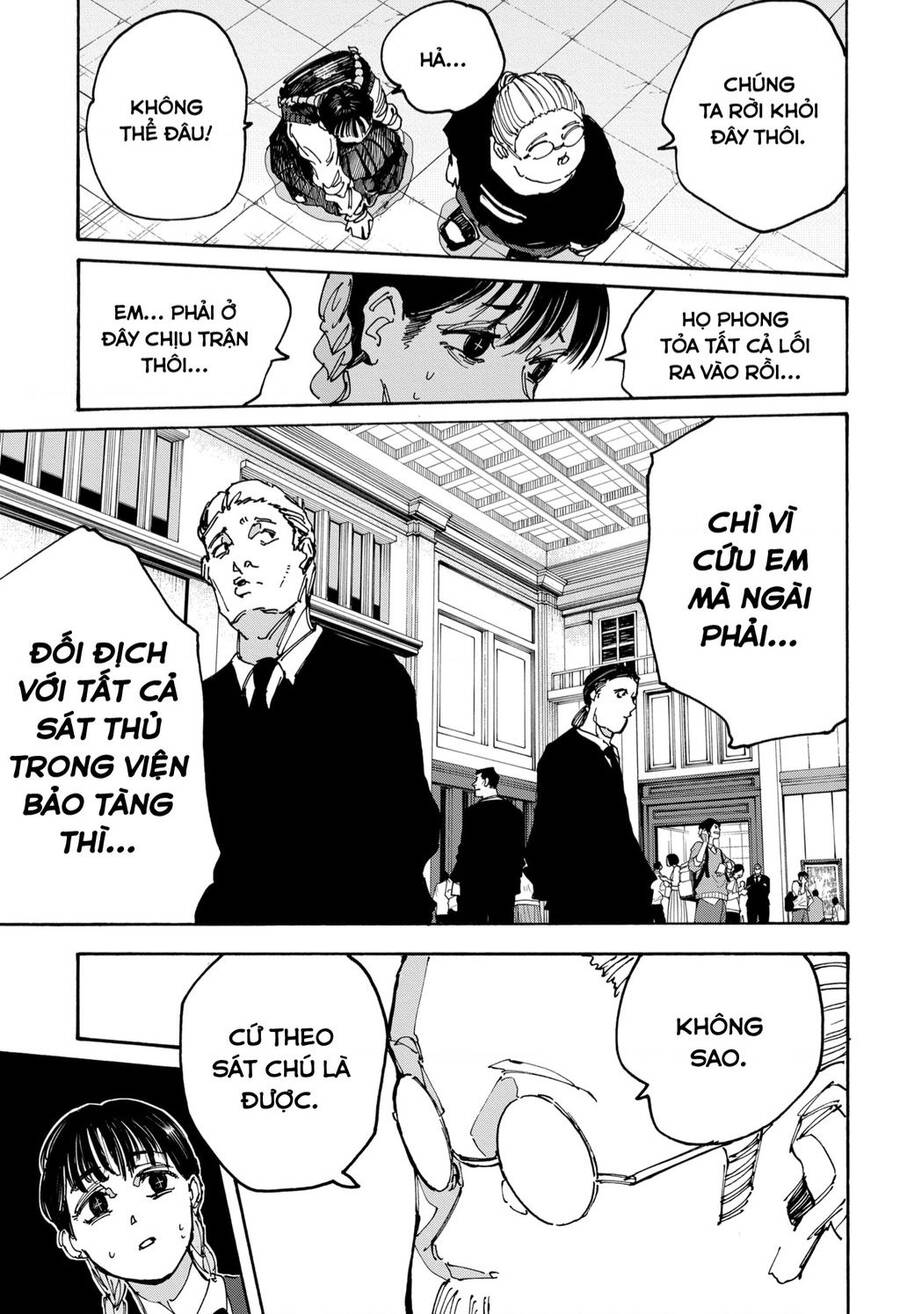 CHÚNG
TA RỜI KHỎI
ĐÂY THÔI.
HẢ...
KHÔNG
THỂ ĐÂU!
HỌ PHONG
TỎA TẤT CẢ LỐI
RA VÀO RỒI...
EM... PHẢI Ở
ĐÂY CHỊU TRẬN
THÔI...
CHỈ VÌ
CỨU EM
MÀ NGÀI
PHẢI...
ĐỐI ĐỊCH
VỚI TẤT CẢ
SÁT THỦ
TRONG VIỆN
BẢO TÀNG
THÌ...
KHÔNG
SAO.
CỨ THEO
SÁT CHÚ LÀ
ĐƯỢC.